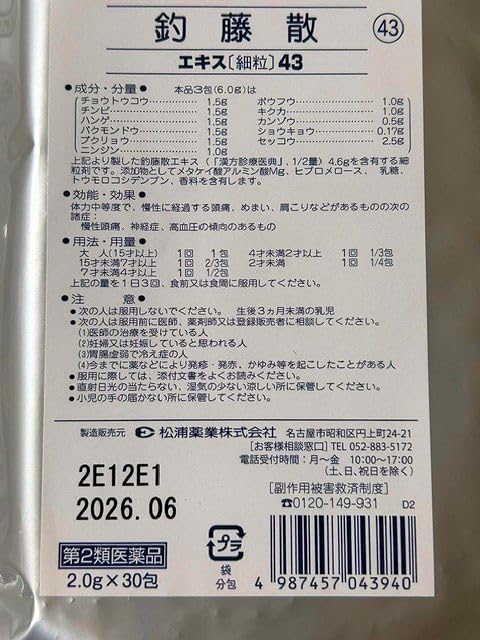 釣藤散 43
エキス〔細粒〕43
●成分・分量● 本品3包(6.0g)は
チョウトウコウ…………… 1.5g ボウフウ………………… 1.0g
チンピ…………………… 1.5g キクカ…………………… 1.0g
ハンゲ…………………… 1.5g カンゾウ………………… 0.5g
バクモンドウ…………… 1.5g ショウキョウ…………… 0.17g
ブクリョウ……………… 1.5g セッコウ………………… 2.5g
ニンジン………………… 1.0g
上記より製した釣藤散エキス(「漢方診療医典」、1/2量)4.6gを含有する細
粒剤です。添加物としてメタケイ酸アルミン酸Mg、ヒプロメロース、乳糖、
トウモロコシデンプン、香料を含有します。
●効能・効果●
体力中等度で、慢性に経過する頭痛、めまい、肩こりなどがあるものの次の
諸症:
慢性頭痛、神経症、高血圧の傾向のあるもの
●用法・用量●
大人(15才以上) 1回 1包 4才未満2才以上 1回 1/3包
15才未満7才以上 1回 2/3包 2才未満 1回 1/4包
7才未満4才以上 1回 1/2包
上記の量を1日3回、食前又は食間に服用してください。
●注意●
●次の人は服用しないでください。 生後3ヵ月未満の乳児
●次の人は服用前に医師、薬剤師又は登録販売者に相談してください。
(1)医師の治療を受けている人
(2)妊婦又は妊娠していると思われる人
(3)胃腸虚弱で冷え症の人
(4)今までに薬などにより発疹・発赤、かゆみ等を起こしたことがある人
●服用に際しては、添付文書をよくお読みください。
●直射日光の当たらない、湿気の少ない涼しい所に保管してください。
●小児の手の届かない所に保管してください。
製造販売元 松浦薬業株式会社 名古屋市昭和区円上町24-21
[お客様相談窓口] TEL 052-883-5172
電話受付時間:月~金 10:00~17:00
(土、日、祝日を除く)
2E12E1
2026.06
[副作用被害救済制度]
☎0120-149-931 D2
第2類医薬品
2.0g×30包
プラ
袋
分包
4 987457 043940